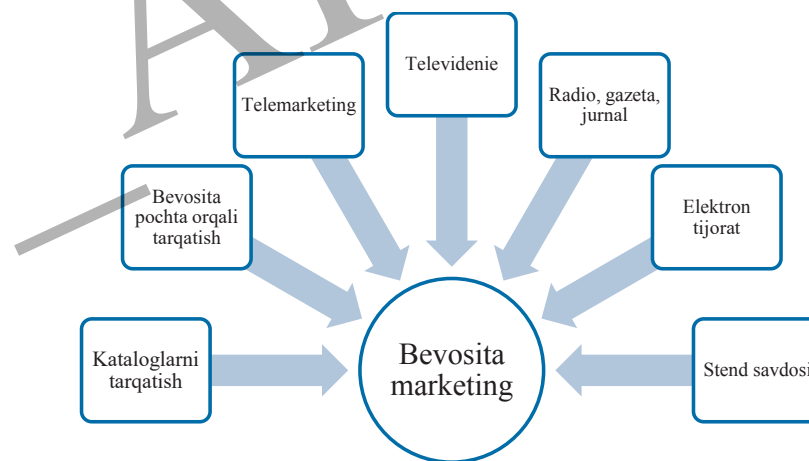 Televidenie
Telemarketing
Radio, gazeta,
jurnal
Bevosita
pochta orqali
tarqatish
Elektron
tijorat
Kataloglarni
tarqatish
Bevosita
marketing
Stend savdosi